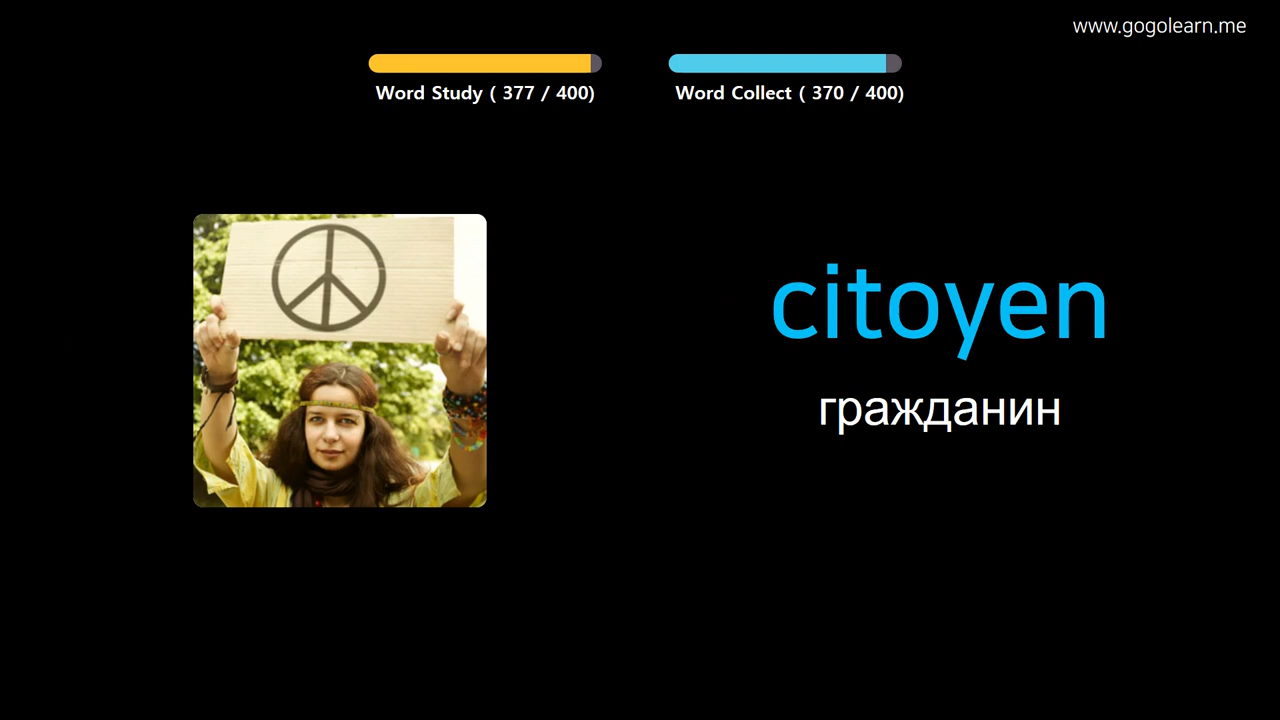 www.gogolearn.me
Word Study ( 377 / 400)
Word Collect ( 370 / 400)
citoyen
гражданин